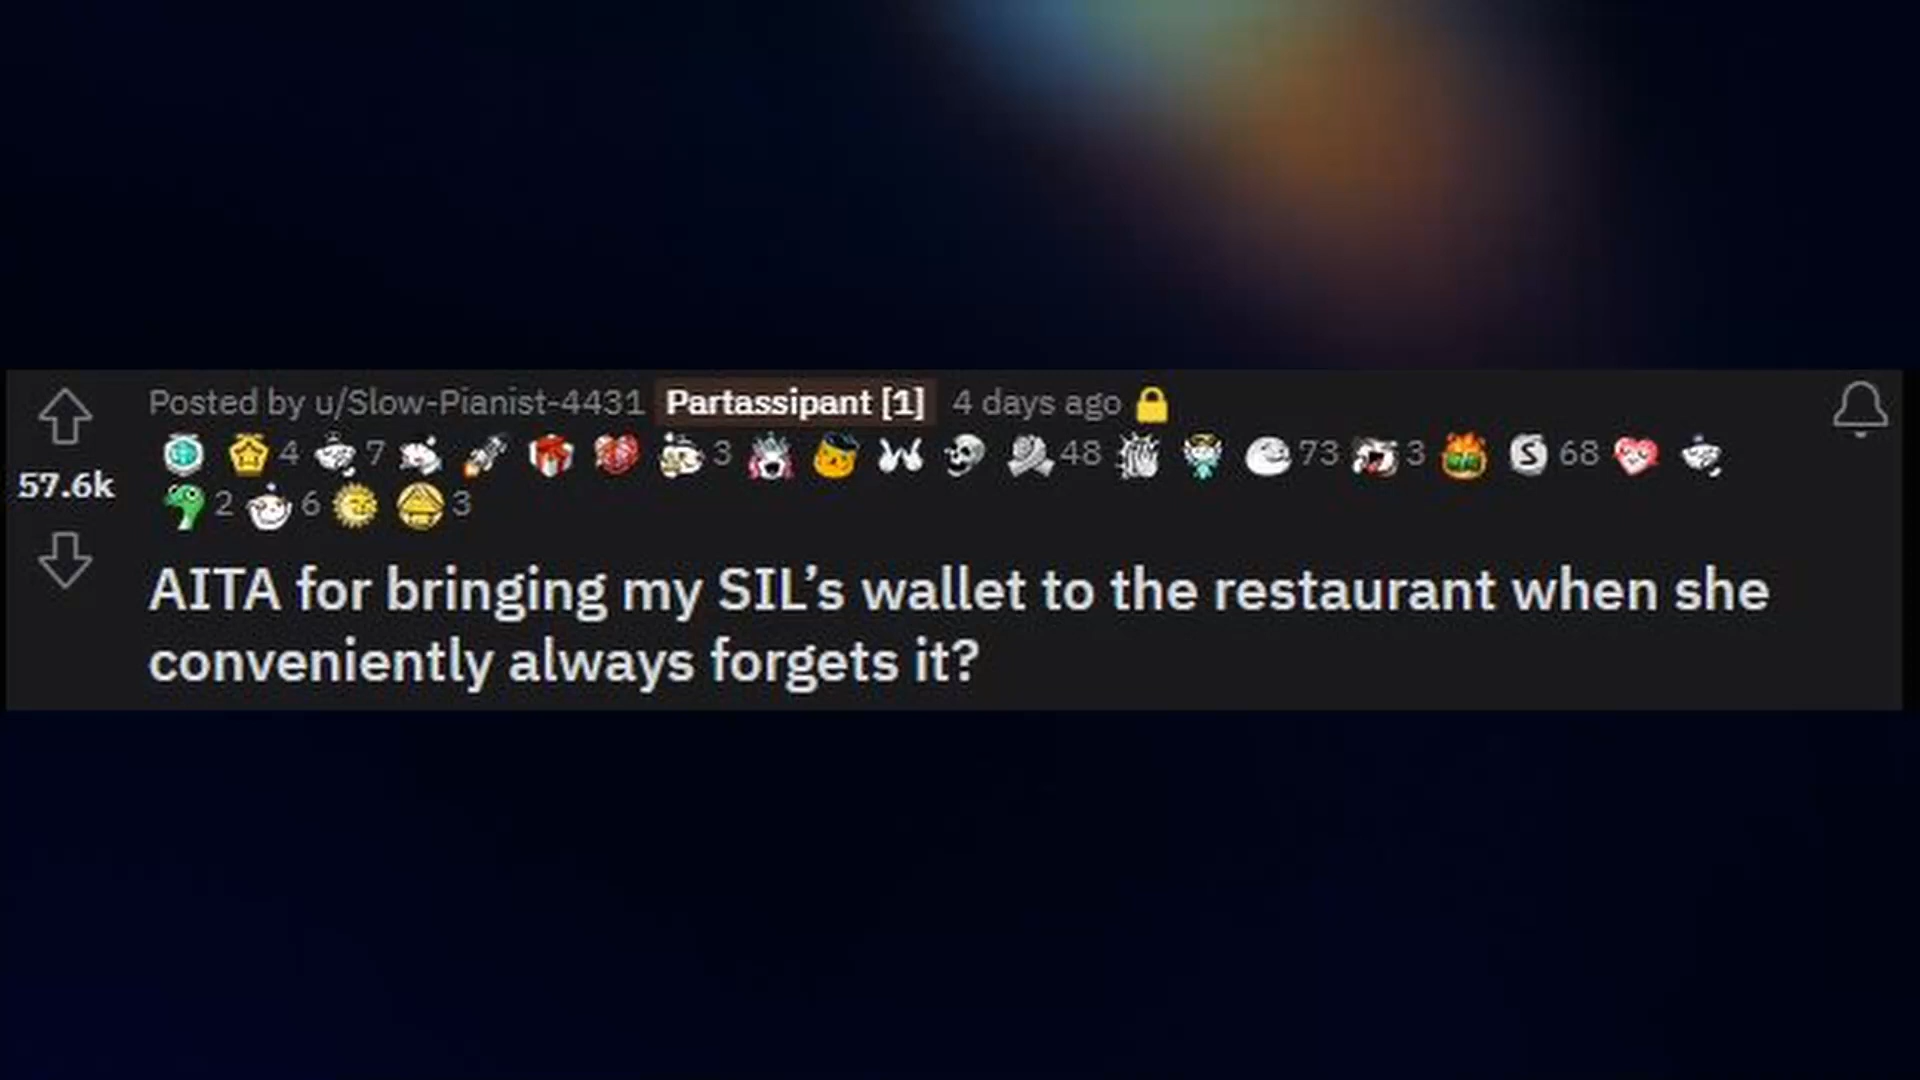 Posted by u/Slow-Pianist-4431 Partassipant [1] 4 days ago
4 7 3 48 73 3 S 68
57.6k
2 6 3
AITA for bringing my SIL’s wallet to the restaurant when she
conveniently always forgets it?